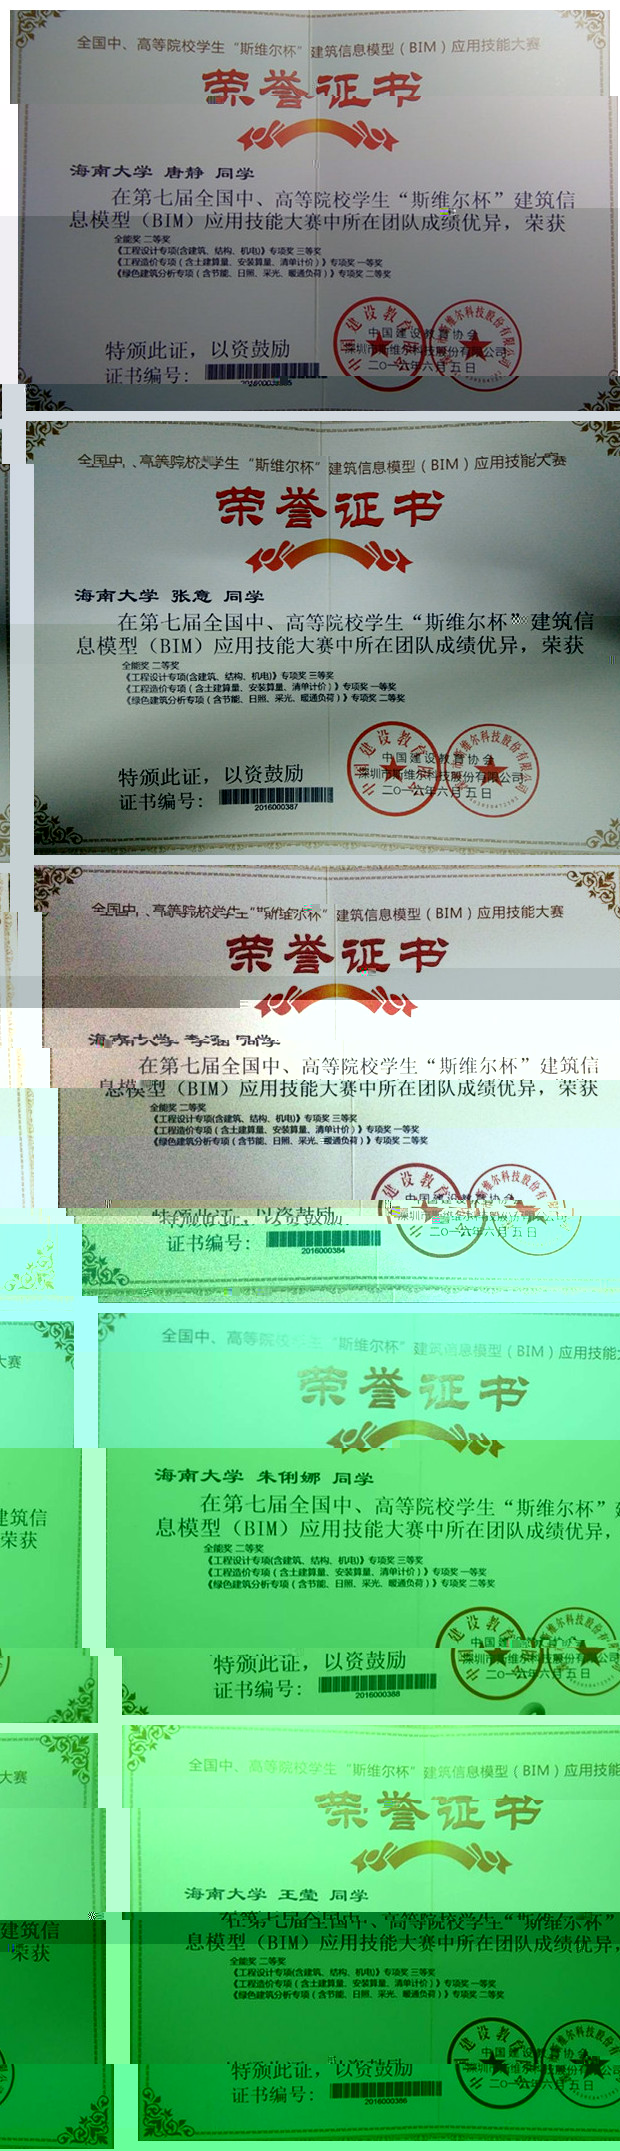 全国中、高等院校学生“斯维尔杯”建筑信息模型（BIM）应用技能大赛
荣誉证书
海南大学 唐静 同学
在第七届全国中、高等院校学生“斯维尔杯”建筑信
息模型（BIM）应用技能大赛中所在团队成绩优异，荣获
全能奖 二等奖
《工程设计专项(含建筑、结构、机电)》专项奖 三等奖
《工程造价专项（含土建算量、安装算量、清单计价）》专项奖 一等奖
《绿色建筑分析专项（含节能、日照、采光、暖通负荷）》专项奖 二等奖
中国建设教育协会
深圳市斯维尔科技股份有限公司
特颁此证，以资鼓励
二〇一六年六月五日
证书编号：
全国中、高等院校学生“斯维尔杯”建筑信息模型（BIM）应用技能大赛
荣誉证书
海南大学 张意 同学
在第七届全国中、高等院校学生“斯维尔杯”建筑信
息模型（BIM）应用技能大赛中所在团队成绩优异，荣获
全能奖 二等奖
《工程设计专项(含建筑、结构、机电)》专项奖 三等奖
《工程造价专项（含土建算量、安装算量、清单计价）》专项奖 一等奖
《绿色建筑分析专项（含节能、日照、采光、暖通负荷）》专项奖 二等奖
中国建设教育协会
深圳市斯维尔科技股份有限公司
特颁此证，以资鼓励
二〇一六年六月五日
证书编号：
2016000387
全国中、高等院校学生“斯维尔杯”建筑信息模型（BIM）应用技能大赛
荣誉证书
海南大学 同学
在第七届全国中、高等院校学生“斯维尔杯”建筑信
息模型（BIM）应用技能大赛中所在团队成绩优异，荣获
全能奖 二等奖
《工程设计专项(含建筑、结构、机电)》专项奖 三等奖
《工程造价专项（含土建算量、安装算量、清单计价）》专项奖 一等奖
《绿色建筑分析专项（含节能、日照、采光、暖通负荷）》专项奖 二等奖
中国建设教育协会
深圳市斯维尔科技股份有限公司
特颁此证，以资鼓励
二〇一六年六月五日
证书编号：
2016000384
全国中、高等院校学生“斯维尔杯”建筑信息模型（BIM）应用技能
大赛
荣誉证书
海南大学 朱俐娜 同学
在第七届全国中、高等院校学生“斯维尔杯”
建筑信
息模型（BIM）应用技能大赛中所在团队成绩优异，
荣获
全能奖 二等奖
《工程设计专项(含建筑、结构、机电)》专项奖 三等奖
《工程造价专项（含土建算量、安装算量、清单计价）》专项奖 一等奖
《绿色建筑分析专项（含节能、日照、采光、暖通负荷）》专项奖 二等奖
中国建设教育协会
深圳市斯维尔科技股份有
特颁此证，以资鼓励
二〇一六年六月五日
证书编号：
2016000388
全国中、高等院校学生“斯维尔杯”建筑信息模型（BIM）应用技能
大赛
荣誉证书
海南大学 王莹 同学
在第七届全国中、高等院校学生“斯维尔杯”
建筑信
息模型（BIM）应用技能大赛中所在团队成绩优异，
荣获
全能奖 二等奖
《工程设计专项(含建筑、结构、机电)》专项奖 一等奖
《工程造价专项（含土建算量、安装算量、清单计价）》专项奖 三等奖
《绿色建筑分析专项（含节能、日照、采光、暖通负荷）》专项奖 二等奖
中国建设教育协会
深圳市斯维尔科技股份有
特颁此证，以资鼓励
二〇一六年六月五日
证书编号：
2016000386